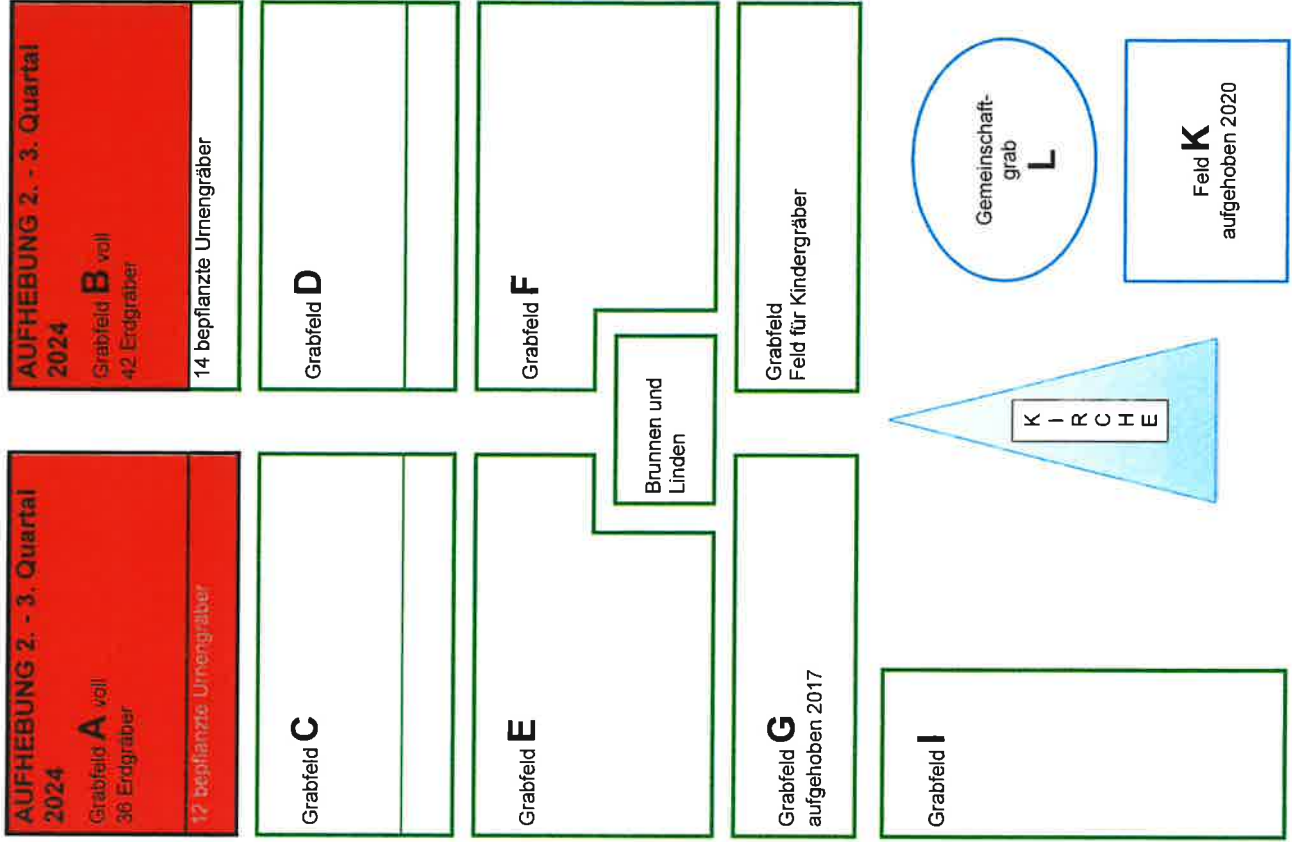 AUFHEBUNG 2. - 3. Quartal
2024
Grabfeld A voll
36 Erdgräber
12 bepflanzte Urnengräber
AUFHEBUNG 2. - 3. Quartal
2024
Grabfeld B voll
42 Erdgräber
14 bepflanzte Urnengräber
Grabfeld C
Grabfeld D
Grabfeld E
Grabfeld F
Brunnen und
Linden
Grabfeld G
aufgehoben 2017
Grabfeld
Feld für Kindergräber
Grabfeld I
KIRCHE
Gemeinschaft-
grab
L
Feld K
aufgehoben 2020